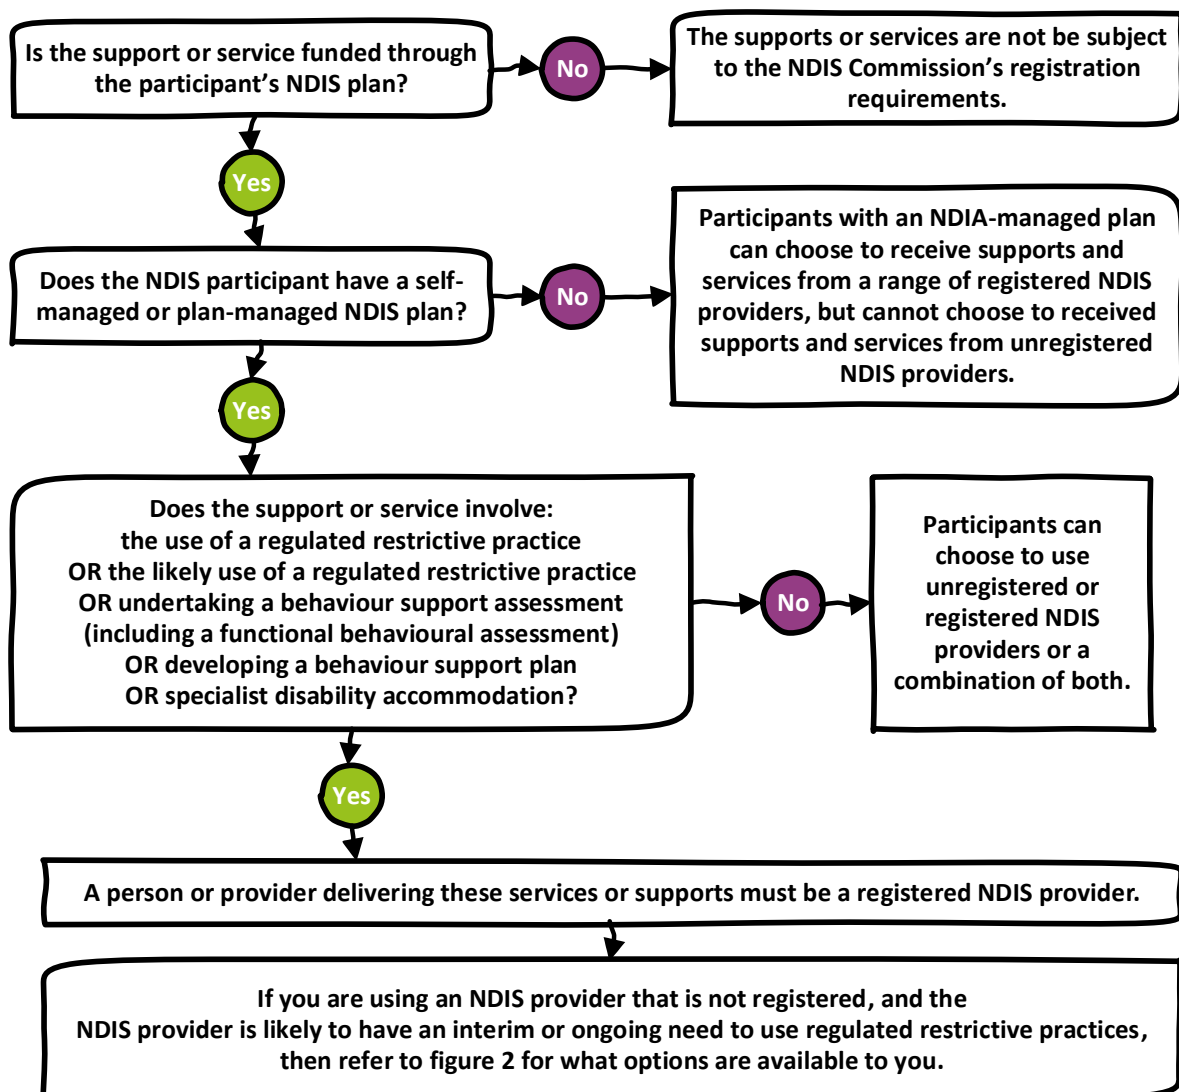 Is the support or service funded through
the participant's NDIS plan?
No
The supports or services are not be subject
to the NDIS Commission's registration
requirements.
Yes
Does the NDIS participant have a self-
managed or plan-managed NDIS plan?
No
Participants with an NDIA-managed plan
can choose to receive supports and
services from a range of registered NDIS
providers, but cannot choose to received
supports and services from unregistered
NDIS providers.
Yes
Does the support or service involve:
the use of a regulated restrictive practice
OR the likely use of a regulated restrictive practice
OR undertaking a behaviour support assessment
(including a functional behavioural assessment)
OR developing a behaviour support plan
OR specialist disability accommodation?
No
Participants can
choose to use
unregistered or
registered NDIS
providers or a
combination of both.
Yes
A person or provider delivering these services or supports must be a registered NDIS provider.
If you are using an NDIS provider that is not registered, and the
NDIS provider is likely to have an interim or ongoing need to use regulated restrictive practices,
then refer to figure 2 for what options are available to you.